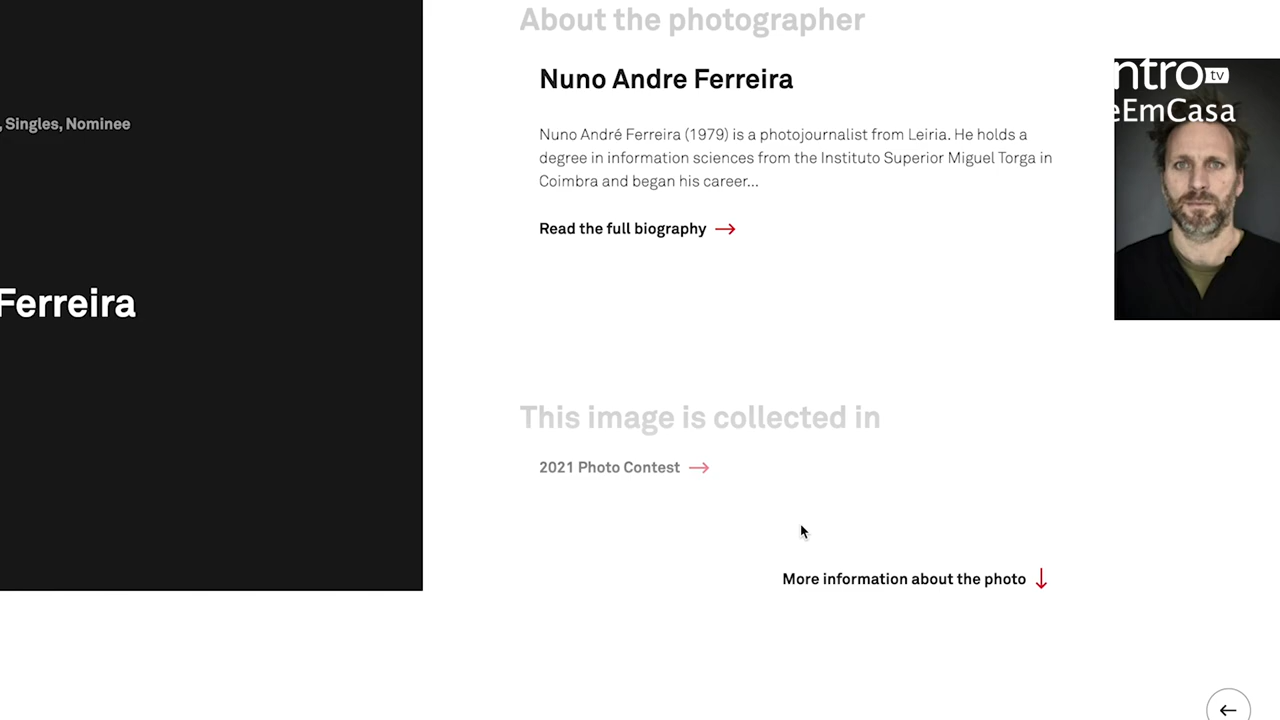 About the photographer
Nuno Andre Ferreira
ntro tv
eEmCasa
, Singles, Nominee
Nuno André Ferreira (1979) is a photojournalist from Leiria. He holds a
degree in information sciences from the Instituto Superior Miguel Torga in
Coimbra and began his career...
Read the full biography
Ferreira
This image is collected in
2021 Photo Contest
More information about the photo